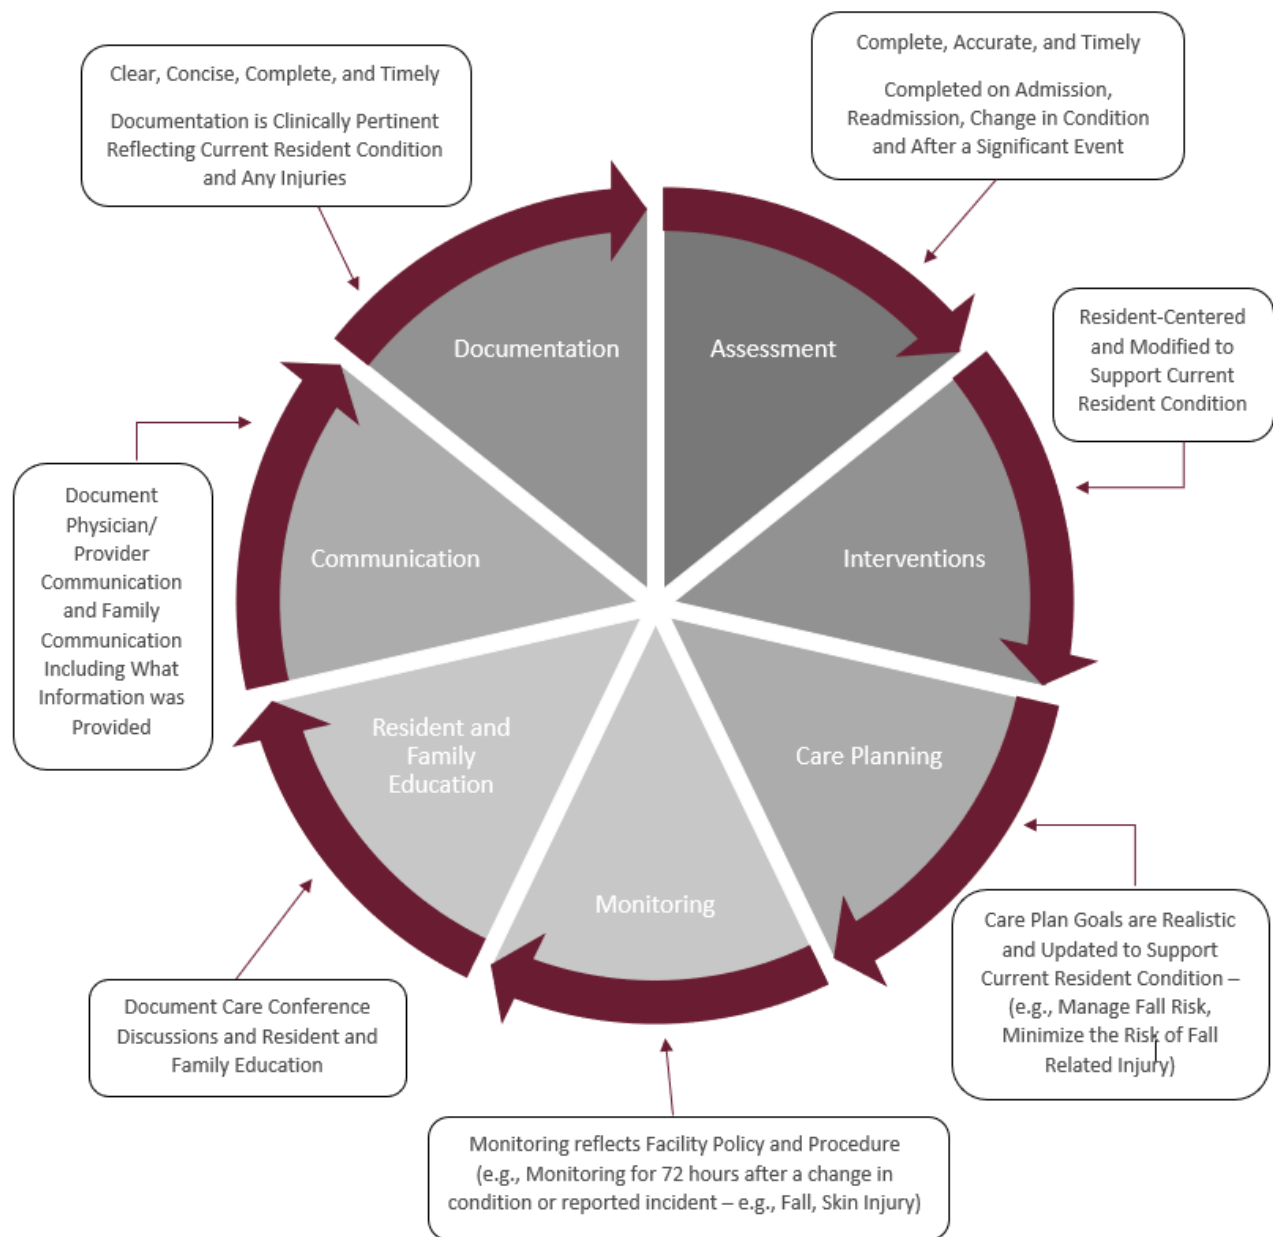 Clear, Concise, Complete, and Timely
Documentation is Clinically Pertinent
Reflecting Current Resident Condition
and Any Injuries
Complete, Accurate, and Timely
Completed on Admission,
Readmission, Change in Condition
and After a Significant Event
Resident-Centered
and Modified to
Support Current
Resident Condition
Documentation
Assessment
Communication
Interventions
Resident and
Family
Education
Care Planning
Monitoring
Document
Physician/
Provider
Communication
and Family
Communication
Including What
Information was
Provided
Care Plan Goals are Realistic
and Updated to Support
Current Resident Condition –
(e.g., Manage Fall Risk,
Minimize the Risk of Fall
Related Injury)
Document Care Conference
Discussions and Resident and
Family Education
Monitoring reflects Facility Policy and Procedure
(e.g., Monitoring for 72 hours after a change in
condition or reported incident – e.g., Fall, Skin Injury)